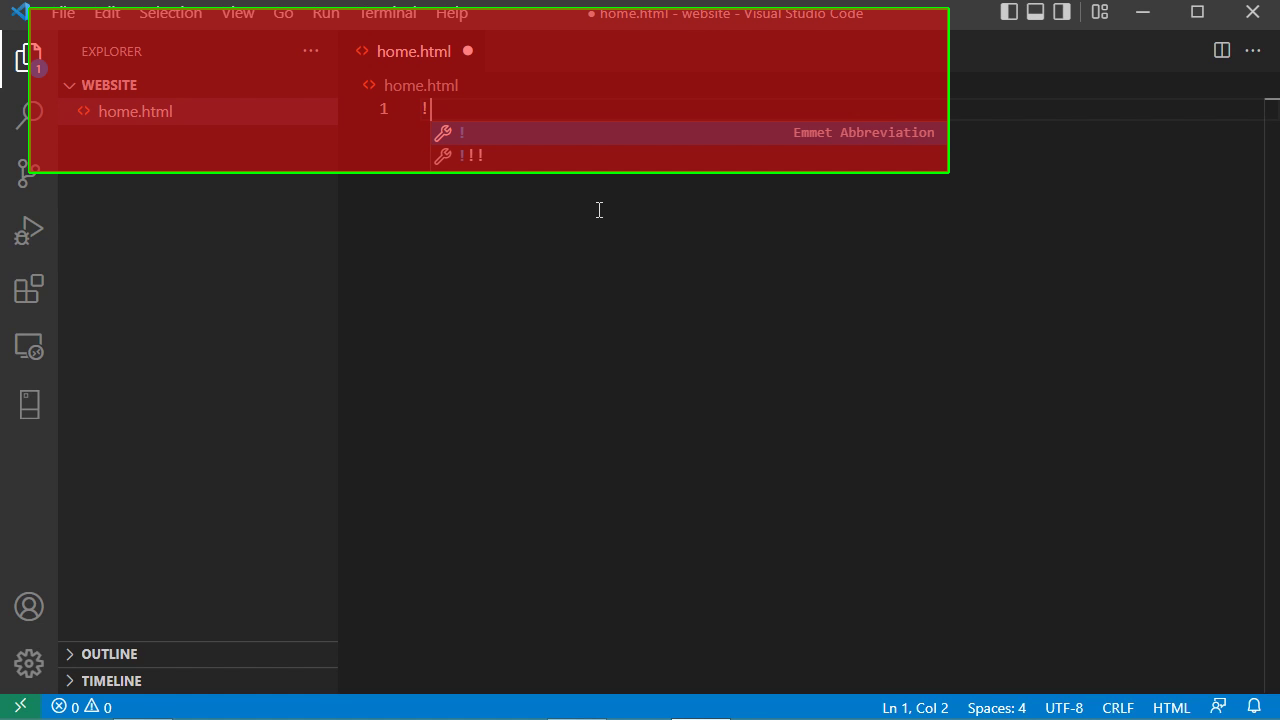 File Edit Selection View Go Run Terminal Help ● home.html - website - Visual Studio Code
EXPLORER ··· <> home.html ● ···
1
WEBSITE <> home.html
<> home.html 1 !
! Emmet Abbreviation
!!!
OUTLINE
TIMELINE
0 0 Ln 1, Col 2 Spaces: 4 UTF-8 CRLF HTML